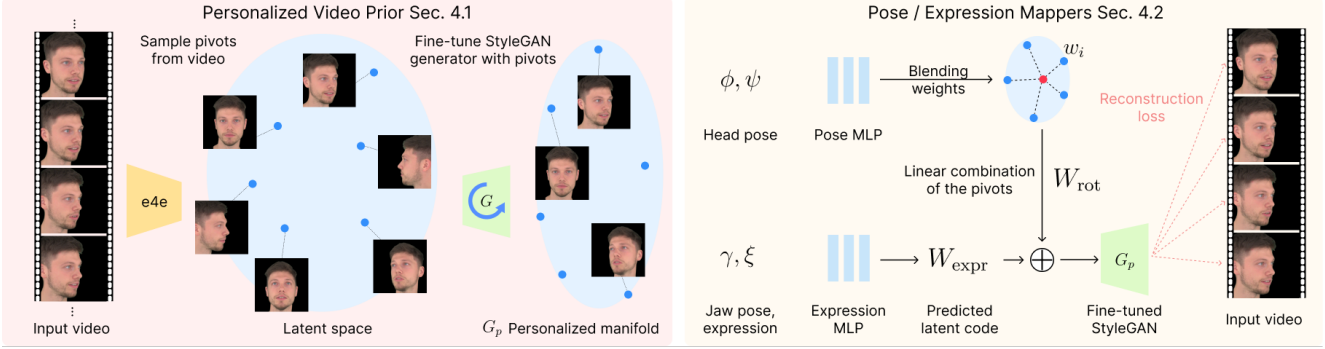 Personalized Video Prior Sec. 4.1
Sample pivots
from video
Fine-tune StyleGAN
generator with pivots
e4e
G
Input video
Latent space
G_p Personalized manifold
Pose / Expression Mappers Sec. 4.2
ϕ, ψ
Blending
weights
w_i
Reconstruction
loss
Head pose
Pose MLP
Linear combination
of the pivots
W_rot
γ, ξ
W_expr
G_p
Jaw pose,
expression
Expression
MLP
Predicted
latent code
Fine-tuned
StyleGAN
Input video